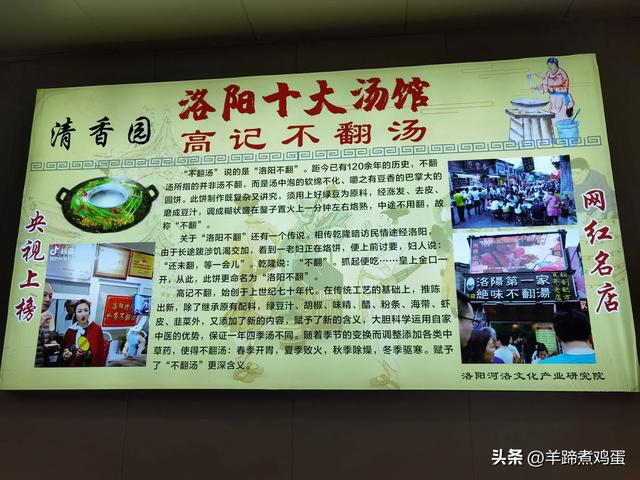 洛阳十大汤馆
清香园
高记不翻汤
"不翻汤"说的是"洛阳不翻"。距今已有120余年的历史，不翻
汤所指的并非汤不翻，而是汤中泡的软绵不化、嚼之有豆香的巴掌大的
圆饼。此饼制作既复杂又讲究，须用上好绿豆为原料，经涨发、去皮、
磨成豆汁，调成糊状盛在鏊子置火上一分钟左右烙熟，中途不用翻，故
称"不翻"。
关于"洛阳不翻"还有一个传说。相传乾隆暗访民情途经洛阳，
由于长途跋涉饥渴交加，看到一老妇正在烙饼，便上前讨要，妇人说：
"还未翻，等一会儿"。乾隆说："不翻"。抓起便吃……皇上金口一
开，从此，此饼更命名为"洛阳不翻"。
高记不翻，始创于上世纪七十年代。在传统工艺的基础上，推陈
出新，除了继承原有配料，绿豆汁、胡椒、味精、醋、粉条、海带、虾
皮、韭菜外，又添加了新的内容，赋予了新的含义，大胆科学运用自家
中医的优势，保证一年四季汤不同。随着季节的变换而调整添加各类中
草药，使得不翻汤：春季开胃，夏季败火，秋季除燥，冬季驱寒。赋予
了"不翻汤"更深含义。
央视上榜
网红名店
洛陽第一家
絶味不翻湯
洛阳河洛文化产业研究院
头条 @羊蹄煮鸡蛋